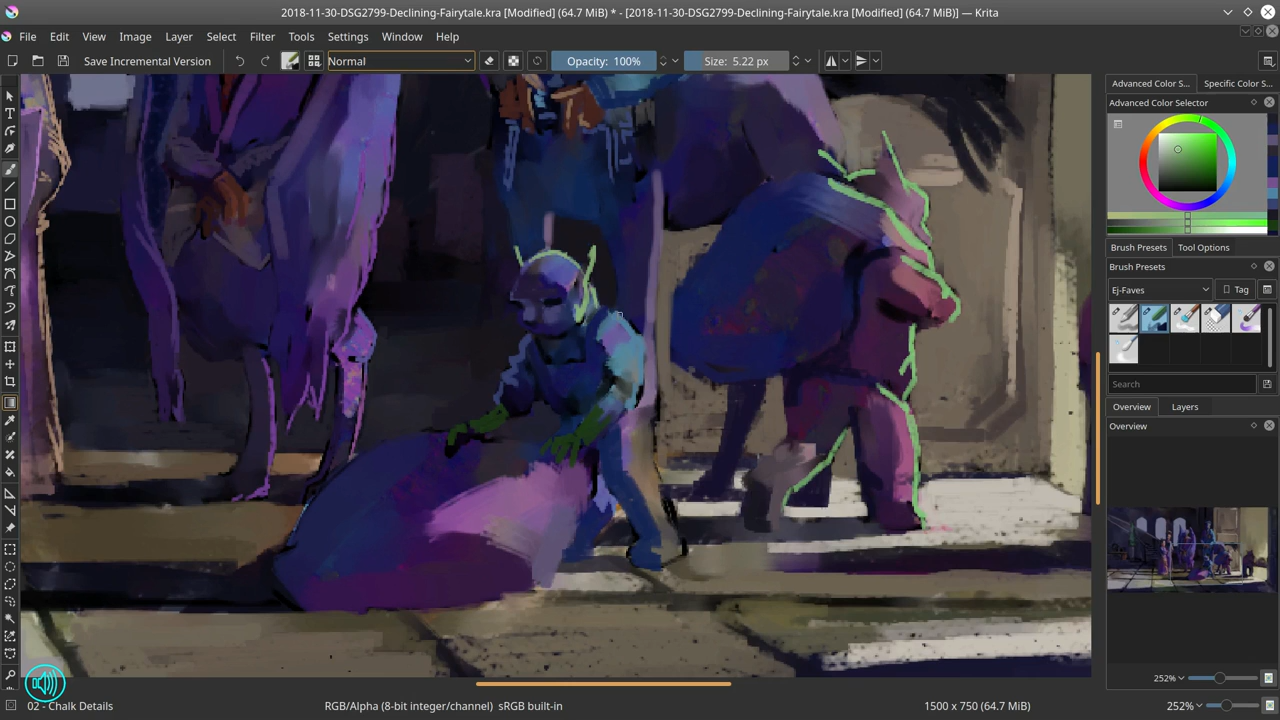 2018-11-30-DSG2799-Declining-Fairytale.kra [Modified] (64.7 MiB) * - [2018-11-30-DSG2799-Declining-Fairytale.kra [Modified] (64.7 MiB)] — Krita
File Edit View Image Layer Select Filter Tools Settings Window Help
Save Incremental Version Normal Opacity: 100% Size: 5.22 px
Advanced Color S... Specific Color S...
Advanced Color Selector
Brush Presets Tool Options
Brush Presets
Ej-Faves Tag
Search
Overview Layers
Overview
252%
02 - Chalk Details RGB/Alpha (8-bit integer/channel) sRGB built-in 1500 x 750 (64.7 MiB) 252%